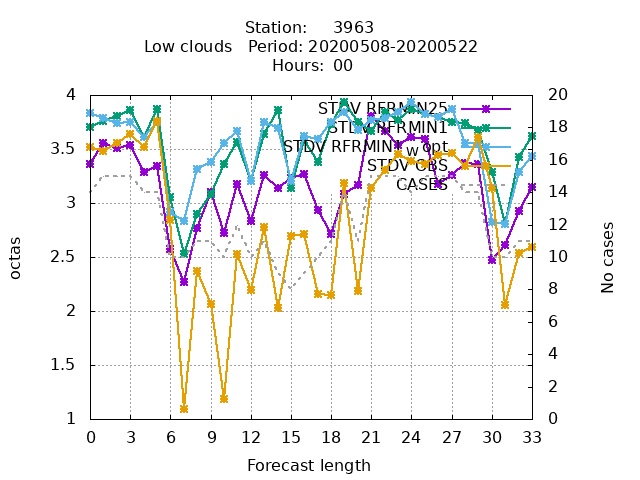 Station: 3963
Low clouds Period: 20200508-20200522
Hours: 00
STDV RFRMIN25
STDV RFRMIN1
STDV RFRMIN1_w_opt
STDV OBS
CASES
octas
No cases
4
3.5
3
2.5
2
1.5
1
20
18
16
14
12
10
8
6
4
2
0
0 3 6 9 12 15 18 21 24 27 30 33
Forecast length